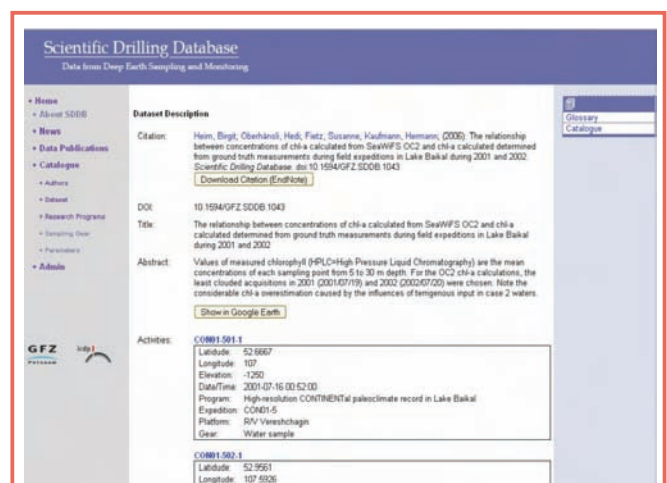 Scientific Drilling Database
Data from Deep Earth Sampling and Monitoring
Home
About SDDB
News
Data Publications
Catalogue
Authors
Dataset
Research Programs
Sampling Gear
Parameters
Admin
GFZ
Potsdam
icdp
Dataset Description
Citation: Heim, Birgit, Oberhänsli, Hedi, Fietz, Susanne, Kaufmann, Hermann, (2006): The relationship
between concentrations of chl-a calculated from SeaWiFS OC2 and chl-a calculated determined
from ground truth measurements during field expeditions in Lake Baikal during 2001 and 2002.
Scientific Drilling Database. doi:10.1594/GFZ.SDDB.1043
Download Citation (EndNote)
DOI: 10.1594/GFZ.SDDB.1043
Title: The relationship between concentrations of chl-a calculated from SeaWiFS OC2 and chl-a
calculated determined from ground truth measurements during field expeditions in Lake Baikal
during 2001 and 2002
Abstract: Values of measured chlorophyll (HPLC=High Pressure Liquid Chromatography) are the mean
concentrations of each sampling point from 5 to 30 m depth. For the OC2 chl-a calculations, the
least clouded acquisitions in 2001 (2001/07/19) and 2002 (2002/07/20) were chosen. Note the
considerable chl-a overestimation caused by the influences of terrigenous input in case 2 waters.
Show in Google Earth
Activities: CON01-501-1
Latidude: 52.6667
Longitude: 107
Elevation: -1250
Date/Time: 2001-07-16 00:52:00
Program: High-resolution CONTINENTal paleoclimate record in Lake Baikal
Expedition: CON01-5
Platform: R/V Vereshchagin
Gear: Water sample
CON01-502-1
Latidude: 52.9561
Longitude: 107.5926
Glossary
Catalogue